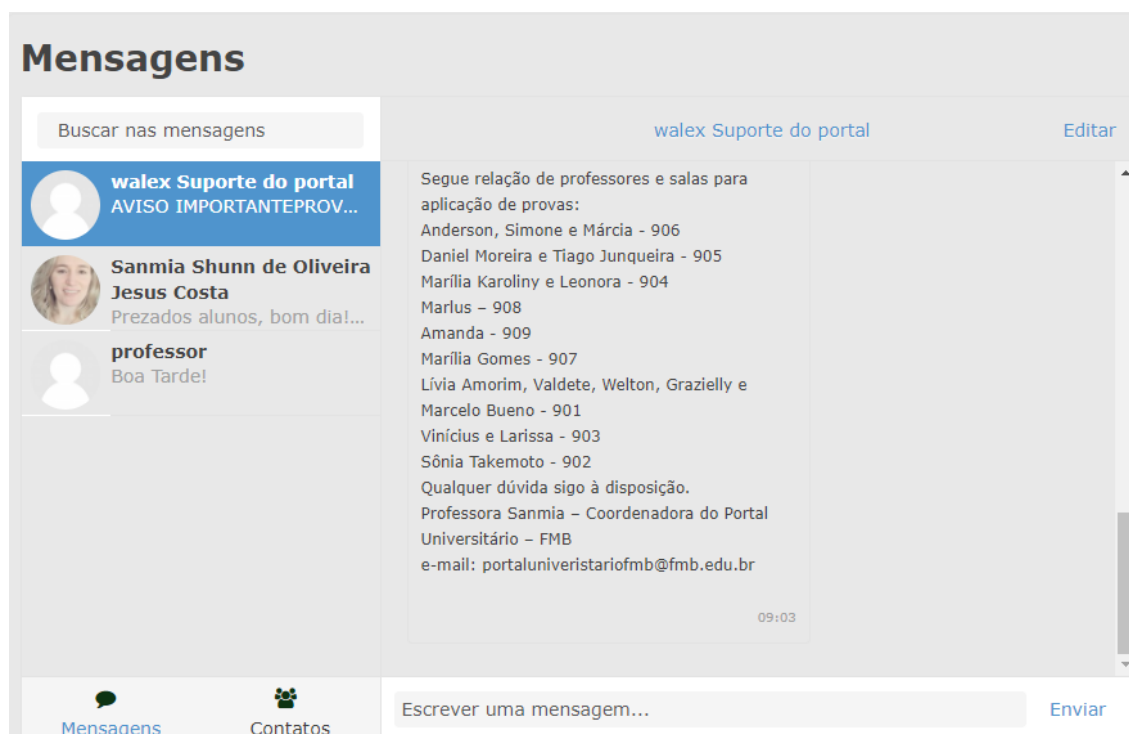 Mensagens
Buscar nas mensagens
walex Suporte do portal
Editar
walex Suporte do portal
AVISO IMPORTANTEPROV...
Sanmia Shunn de Oliveira
Jesus Costa
Prezados alunos, bom dia!...
professor
Boa Tarde!
Segue relação de professores e salas para
aplicação de provas:
Anderson, Simone e Márcia - 906
Daniel Moreira e Tiago Junqueira - 905
Marília Karoliny e Leonora - 904
Marlus – 908
Amanda - 909
Marília Gomes - 907
Lívia Amorim, Valdete, Welton, Grazielly e
Marcelo Bueno - 901
Vinícius e Larissa - 903
Sônia Takemoto - 902
Qualquer dúvida sigo à disposição.
Professora Sanmia – Coordenadora do Portal
Universitário – FMB
e-mail: portaluniveristariofmb@fmb.edu.br
09:03
Mensagens
Contatos
Escrever uma mensagem...
Enviar